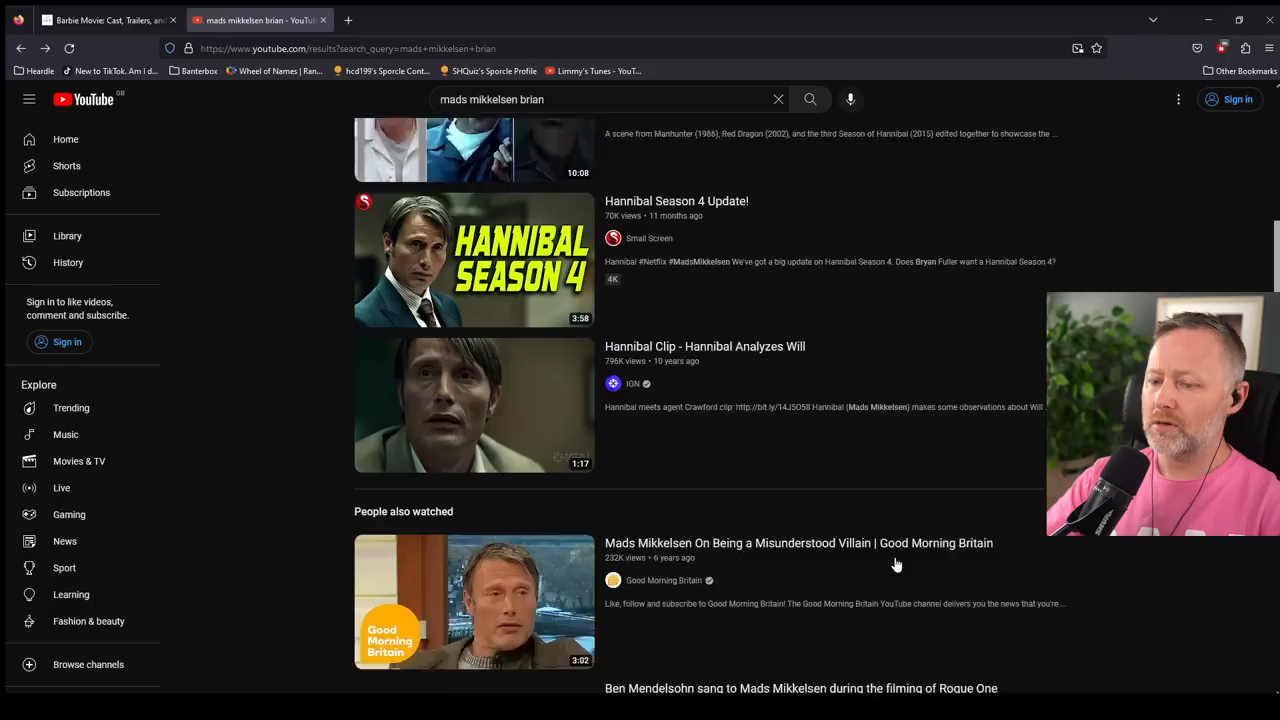 Barbie Movie: Cast, Trailers, an
mads mikkelsen brian - YouTu
https://www.youtube.com/results?search_query=mads+mikkelsen+brian
Heardle
New to TikTok. Am I d...
Banterbox
Wheel of Names | Ran...
hcd199's Sporcle Cont...
SHQuiz's Sporcle Profile
Limmy's Tunes - YouT...
Other Bookmarks
YouTube GB
mads mikkelsen brian
Sign in
Home
Shorts
Subscriptions
Library
History
Sign in to like videos,
comment and subscribe.
Sign in
Explore
Trending
Music
Movies & TV
Live
Gaming
News
Sport
Learning
Fashion & beauty
Browse channels
10:08
A scene from Manhunter (1986), Red Dragon (2002), and the third Season of Hannibal (2015) edited together to showcase the ...
HANNIBAL
SEASON 4
3:58
Hannibal Season 4 Update!
70K views • 11 months ago
Small Screen
Hannibal #Netflix #MadsMikkelsen We've got a big update on Hannibal Season 4. Does Bryan Fuller want a Hannibal Season 4?
4K
1:17
Hannibal Clip - Hannibal Analyzes Will
796K views • 10 years ago
IGN
Hannibal meets agent Crawford clip: http://bit.ly/14J5O58 Hannibal (Mads Mikkelsen) makes some observations about Will
People also watched
Good
Morning
Britain
3:02
Mads Mikkelsen On Being a Misunderstood Villain | Good Morning Britain
232K views • 6 years ago
Good Morning Britain
Like, follow and subscribe to Good Morning Britain! The Good Morning Britain YouTube channel delivers you the news that you're ...
Ben Mendelsohn sang to Mads Mikkelsen during the filming of Rogue One